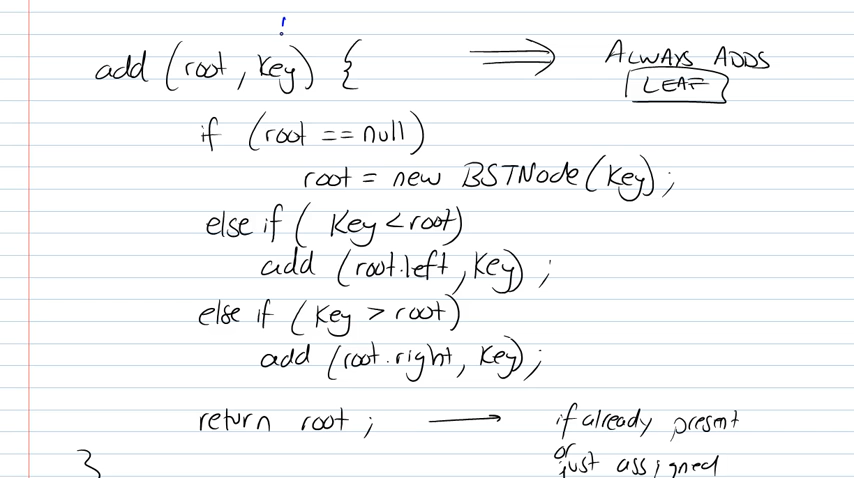 !
add (root, key) { ⟹ ALWAYS ADDS
LEAF
if (root == null)
root = new BSTNode(key);
else if ( key < root)
add (root.left, key) ;
else if (key > root)
add (root.right, key);
return root ; ⟶ if already present
or
just assigned
}